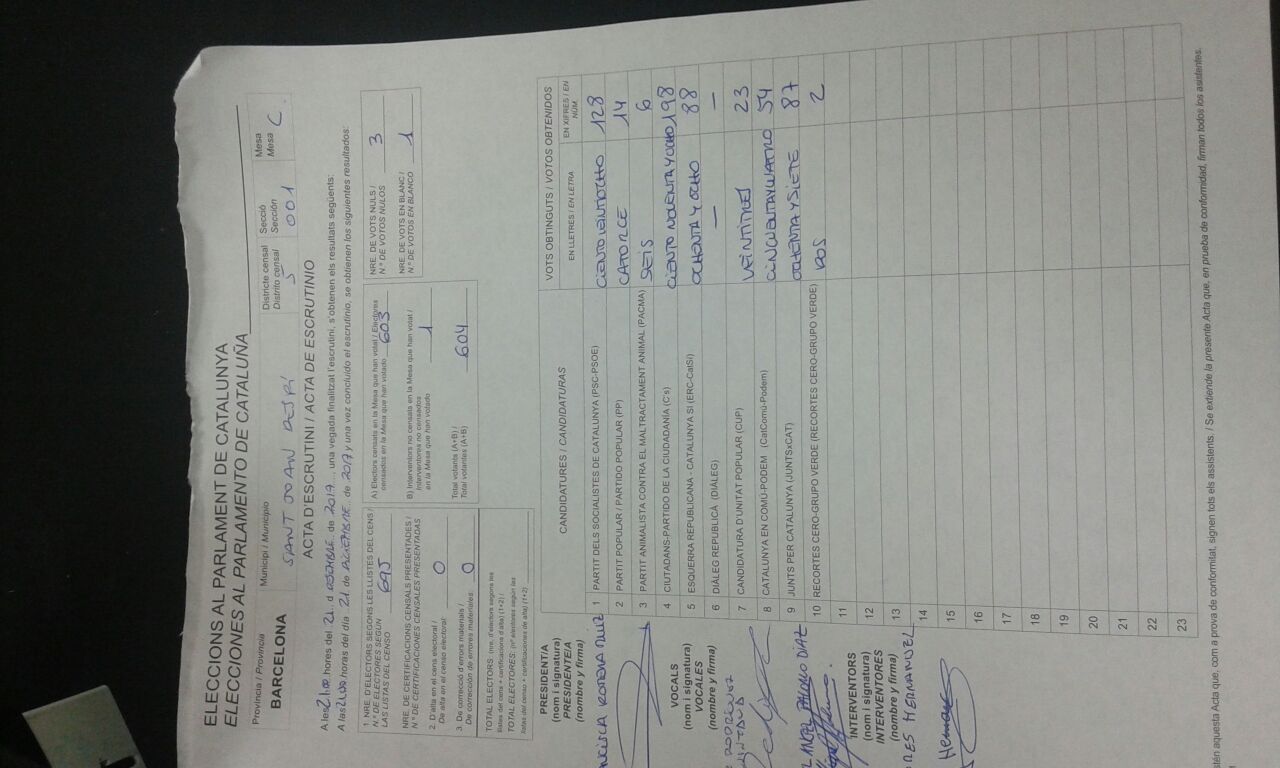 ELECCIONS AL PARLAMENT DE CATALUNYA
ELECCIONES AL PARLAMENTO DE CATALUÑA
Província / Provincia
BARCELONA
Municipi / Municipio
SANT JOAN DESPÍ
Districte censal
Distrito censal
5
Secció
Sección
001
Mesa
Mesa
C
ACTA D'ESCRUTINI / ACTA DE ESCRUTINIO
A les 21:00 hores del 21 d de 2017, una vegada finalitzat l'escrutini, s'obtenen els resultats següents:
A las 21:00 horas del día 21 de DICIEMBRE de 2017 y una vez concluido el escrutinio, se obtienen los siguientes resultados:
1. NRE. D'ELECTORS SEGONS LES LLISTES DEL CENS /
N.º DE ELECTORES SEGÚN
LAS LISTAS DEL CENSO
695
NRE. DE CERTIFICACIONS CENSALS PRESENTADES /
N.º DE CERTIFICACIONES CENSALES PRESENTADAS
2. D'alta en el cens electoral /
De alta en el censo electoral:
0
3. De correcció d'errors materials /
De corrección de errores materiales:
0
TOTAL ELECTORS: (nre. d'electors segons les
llistes del cens + certificacions d'alta) (1+2) /
TOTAL ELECTORES: (nº electores según las
listas del censo + certificaciones de alta) (1+2)
A) Electors censats en la Mesa que han votat / Electores
censados en la Mesa que han votado
603
B) Interventors no censats en la Mesa que han votat /
Interventores no censados
en la Mesa que han votado
1
Total votants (A+B) /
Total votantes (A+B)
604
NRE. DE VOTS NULS /
N.º DE VOTOS NULOS
3
NRE. DE VOTS EN BLANC /
N.º DE VOTOS EN BLANCO
1
CANDIDATURES / CANDIDATURAS
VOTS OBTINGUTS / VOTOS OBTENIDOS
EN LLETRES / EN LETRA
EN XIFRES / EN NÚM.
1 PARTIT DELS SOCIALISTES DE CATALUNYA (PSC-PSOE) CIENTO VEINTIOCHO 128
2 PARTIT POPULAR / PARTIDO POPULAR (PP) CATORCE 14
3 PARTIT ANIMALISTA CONTRA EL MALTRACTAMENT ANIMAL (PACMA) SEIS 6
4 CIUTADANS-PARTIDO DE LA CIUDADANÍA (C's) CIENTO NOVENTA Y OCHO 198
5 ESQUERRA REPUBLICANA - CATALUNYA SÍ (ERC-CatSí) OCHENTA Y OCHO 88
6 DIÀLEG REPUBLICÀ (DIÀLEG) — —
7 CANDIDATURA D'UNITAT POPULAR (CUP) VEINTITRES 23
8 CATALUNYA EN COMÚ-PODEM (CatComú-Podem) CINCUENTA Y CUATRO 54
9 JUNTS PER CATALUNYA (JUNTSxCAT) OCHENTA Y SIETE 87
10 RECORTES CERO-GRUPO VERDE (RECORTES CERO-GRUPO VERDE) DOS 2
11
12
13
14
15
16
17
18
19
20
21
22
23
PRESIDENTIA
(nom i signatura)
PRESIDENTEIA
(nombre y firma)
VOCALS
(nom i signatura)
VOCALES
(nombre y firma)
ANGEL DIAZ
INTERVENTORS
(nom i signatura)
INTERVENTORES
(nombre y firma)
HERNANDEZ
aquesta Acta que, com a prova de conformitat, signen tots els assistents. / Se extiende la presente Acta que, en prueba de conformidad, firman todos los asistentes.